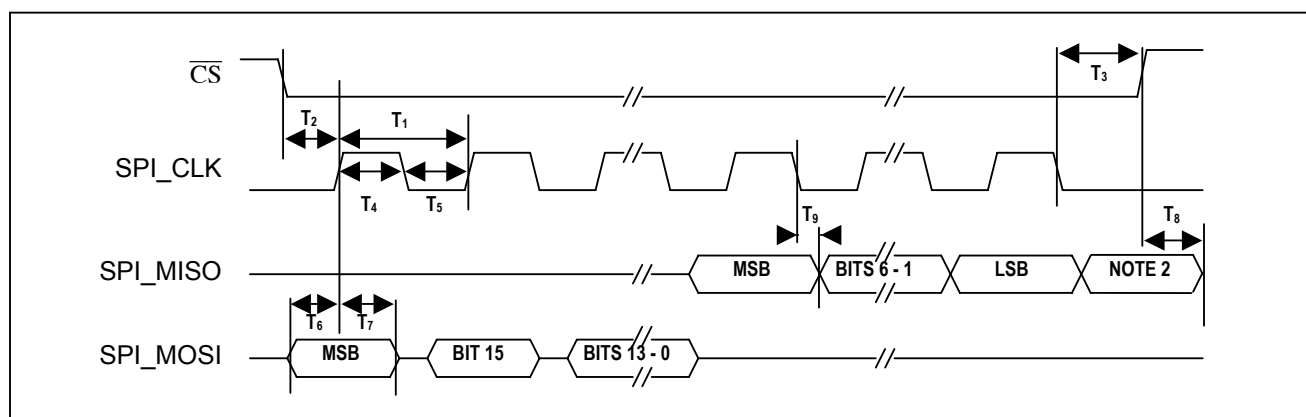 CS
T3
T2
T1
SPI_CLK
T4
T5
T9
T8
SPI_MISO
MSB
BITS 6 - 1
LSB
NOTE 2
T6
T7
SPI_MOSI
MSB
BIT 15
BITS 13 - 0